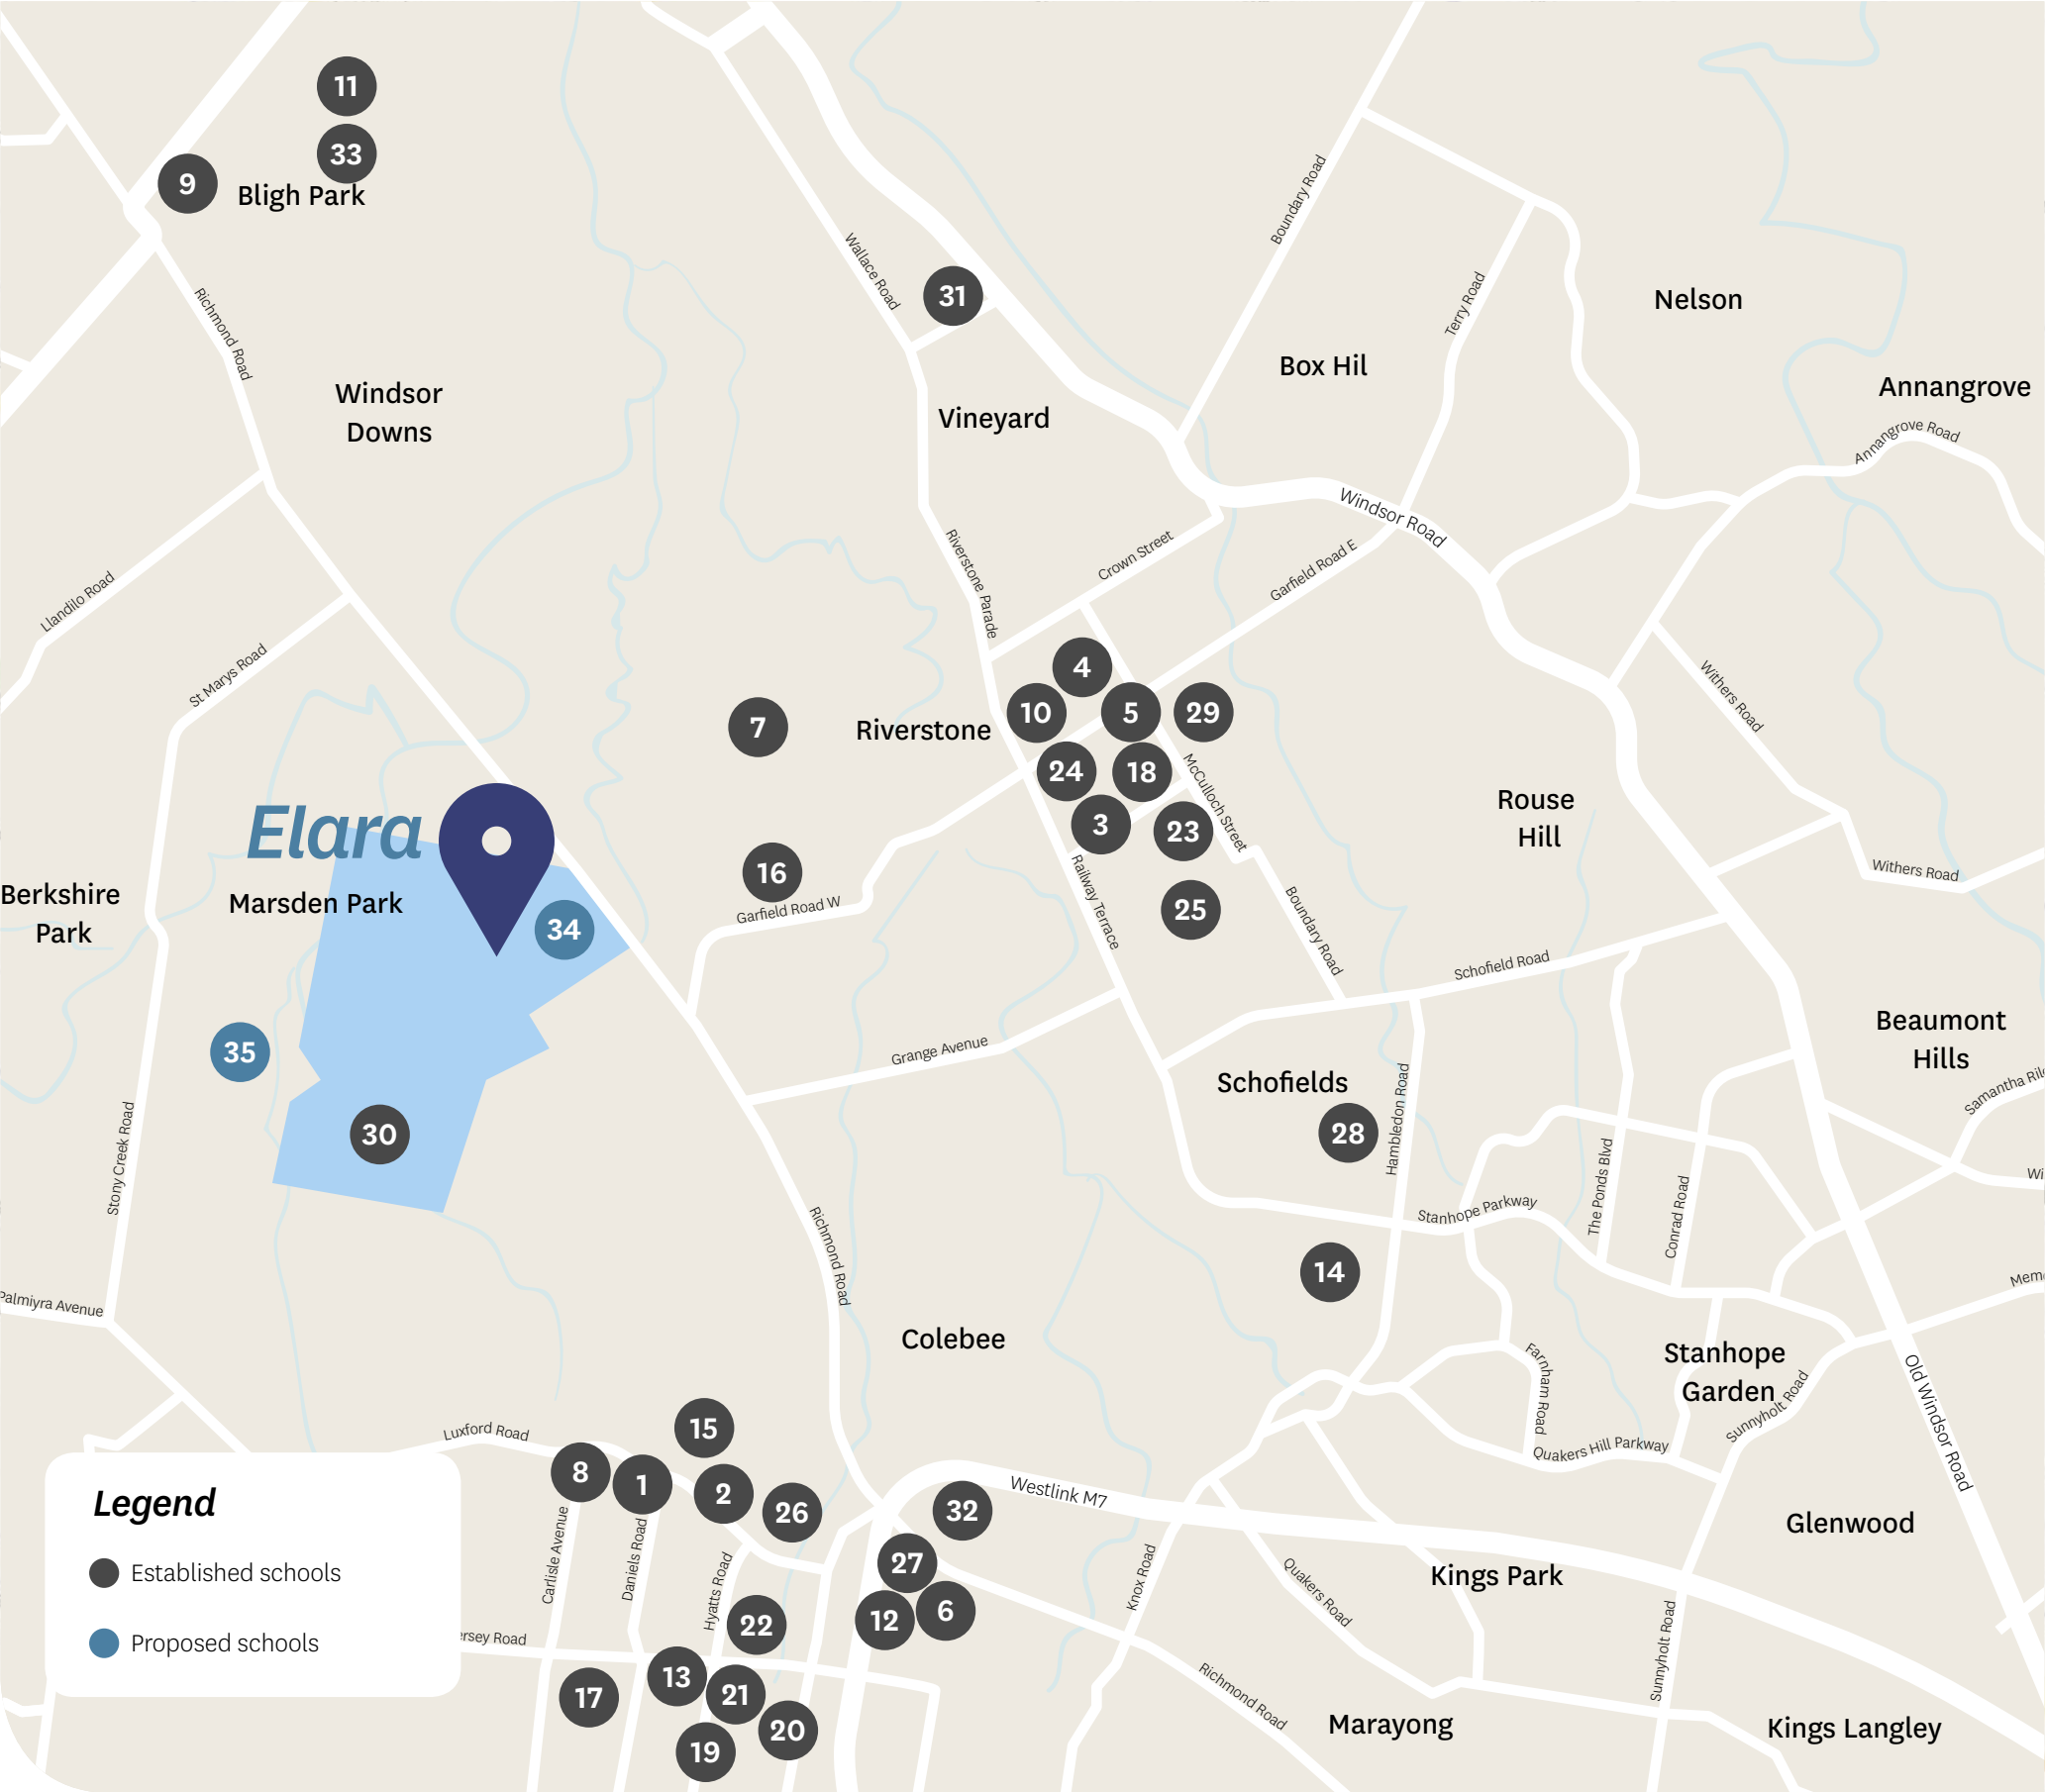 11
33
9
Bligh Park
Richmond Road
Windsor
Downs
Wallace Road
31
Vineyard
Boundary Road
Terry Road
Box Hil
Nelson
Annangrove
Annangrove Road
Windsor Road
Crown Street
Garfield Road E
Riverstone Parade
Llandilo Road
St Marys Road
4
10
5
29
7
Riverstone
24
18
McCulloch Street
3
23
25
Withers Road
Rouse
Hill
Withers Road
Elara
Marsden Park
Berkshire
Park
34
16
Garfield Road W
Railway Terrace
Boundary Road
Schofield Road
35
30
Stony Creek Road
Grange Avenue
Schofields
28
Hambledon Road
Beaumont
Hills
Samantha Rile
Wi
Stanhope Parkway
The Ponds Blvd
Conrad Road
14
Mem
Palmiyra Avenue
Richmond Road
Colebee
Stanhope
Garden
Farnham Road
Sunnyholt Road
Quakers Hill Parkway
Old Windsor Road
Luxford Road
15
8
1
2
26
32
Westlink M7
27
12
6
Carlisle Avenue
Daniels Road
Hyatts Road
22
ersey Road
17
13
21
20
19
Knox Road
Quakers Road
Kings Park
Glenwood
Sunnyholt Road
Richmond Road
Marayong
Kings Langley
Legend
Established schools
Proposed schools